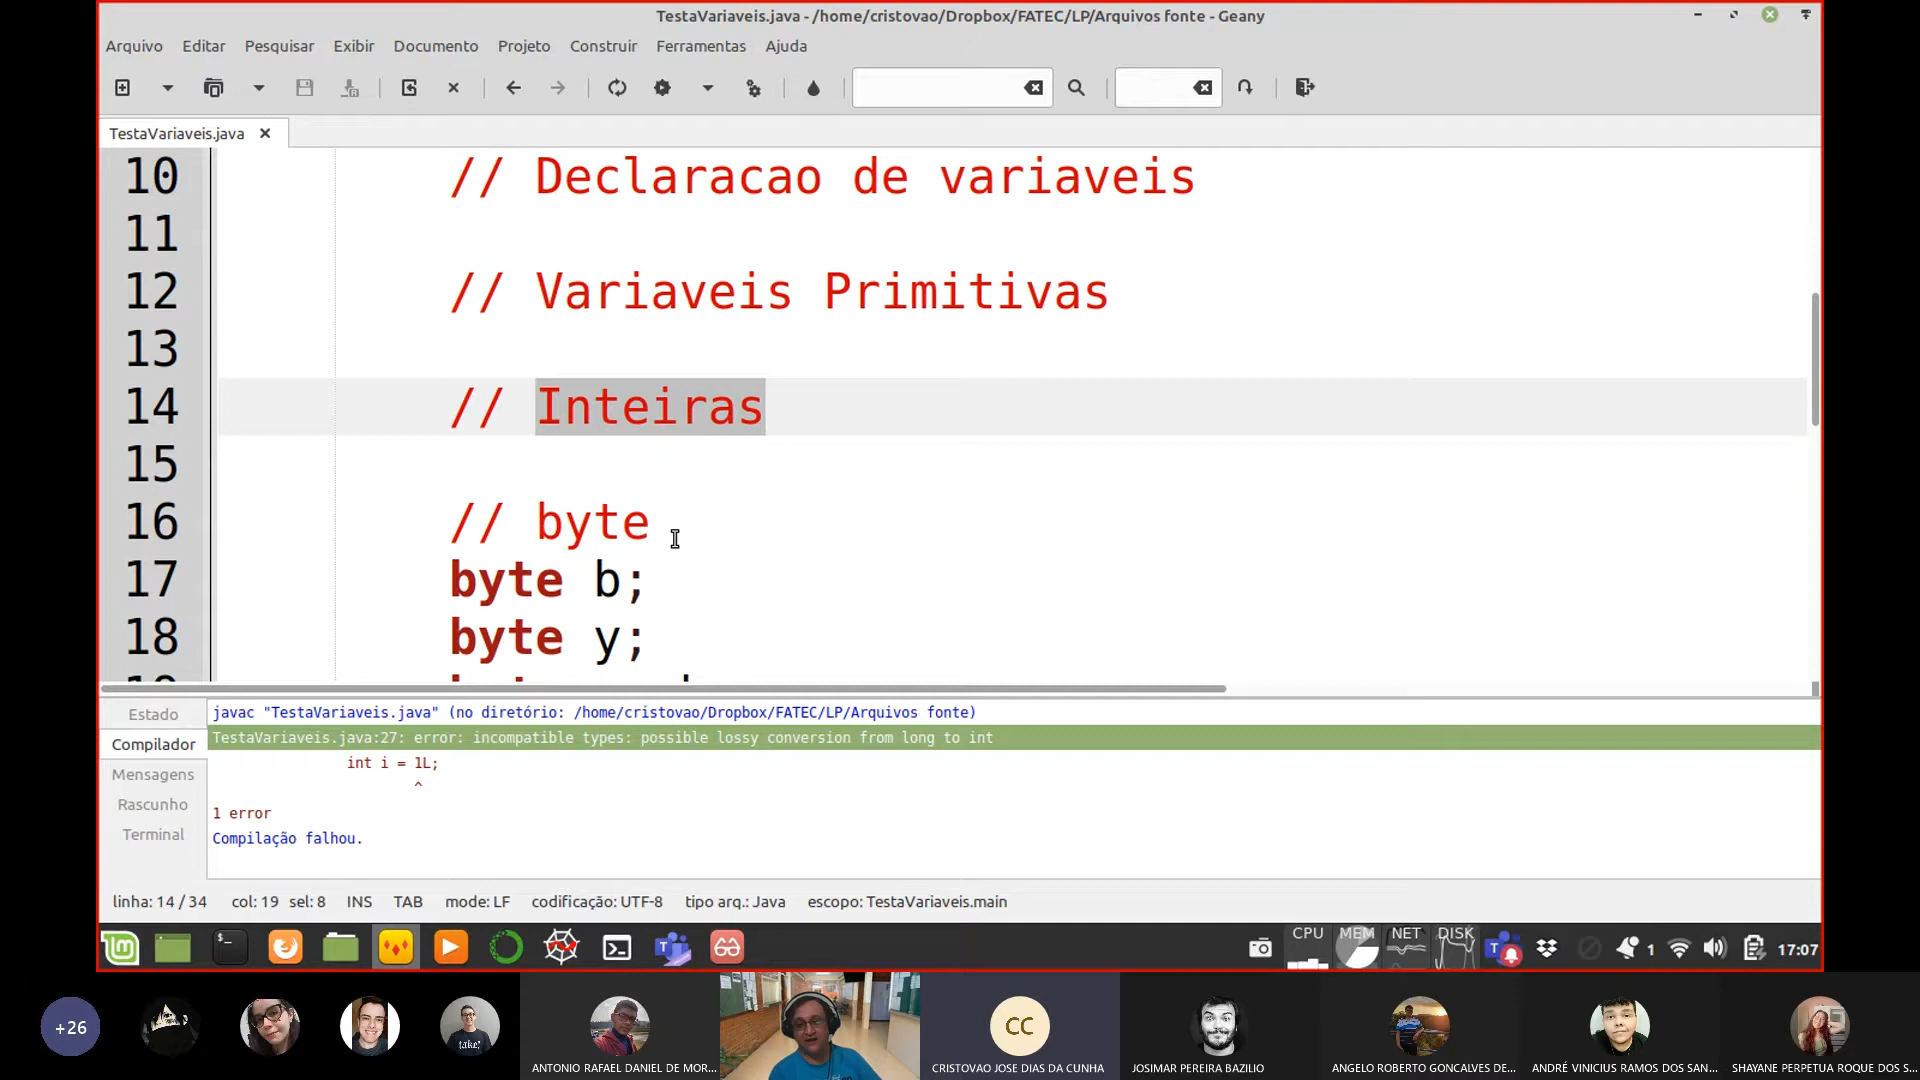 TestaVariaveis.java - /home/cristovao/Dropbox/FATEC/LP/Arquivos fonte - Geany
Arquivo Editar Pesquisar Exibir Documento Projeto Construir Ferramentas Ajuda
TestaVariaveis.java
10 // Declaracao de variaveis
11
12 // Variaveis Primitivas
13
14 // Inteiras
15
16 // byte
17 byte b;
18 byte y;
Estado
Compilador
Mensagens
Rascunho
Terminal
javac "TestaVariaveis.java" (no diretório: /home/cristovao/Dropbox/FATEC/LP/Arquivos fonte)
TestaVariaveis.java:27: error: incompatible types: possible lossy conversion from long to int
int i = 1L;
^
1 error
Compilação falhou.
linha: 14 / 34 col: 19 sel: 8 INS TAB mode: LF codificação: UTF-8 tipo arq.: Java escopo: TestaVariaveis.main
CPU MEM NET DISK 1 17:07
+26
CC
ANTONIO RAFAEL DANIEL DE MOR...
CRISTOVAO JOSE DIAS DA CUNHA
JOSIMAR PEREIRA BAZILIO
ANGELO ROBERTO GONCALVES DE...
ANDRÉ VINICIUS RAMOS DOS SAN...
SHAYANE PERPETUA ROQUE DOS S...